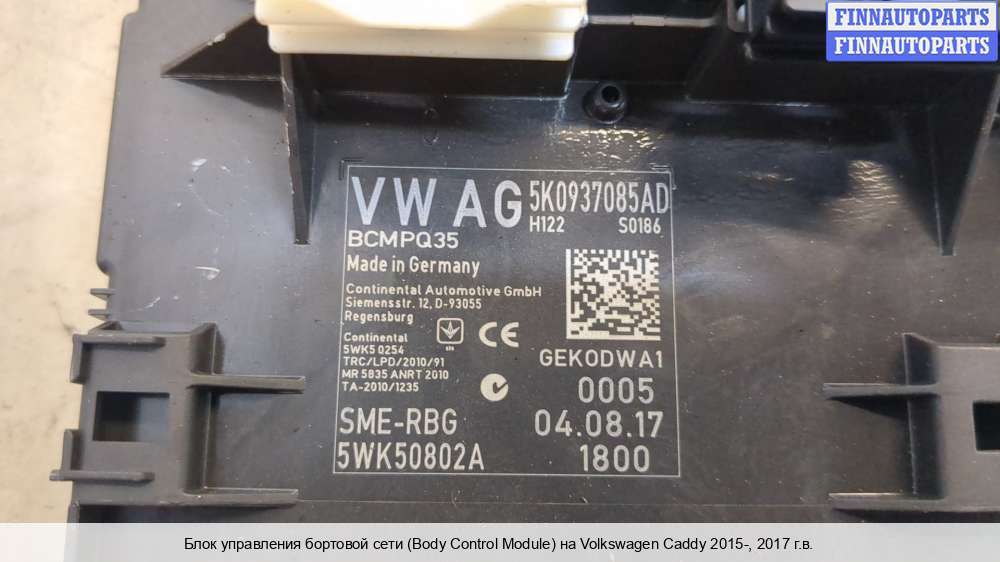 FINNAUTOPARTS
FINNAUTOPARTS
VW AG 5K0937085AD
H122 S0186
BCMPQ35
Made in Germany
Continental Automotive GmbH
Siemensstr. 12, D-93055
Regensburg
Continental
5WK5 0254
TRC/LPD/2010/91
MR 5835 ANRT 2010
TA-2010/1235
CE
GEKODWA1
0005
SME-RBG 04.08.17
5WK50802A 1800
Блок управления бортовой сети (Body Control Module) на Volkswagen Caddy 2015-, 2017 г.в.